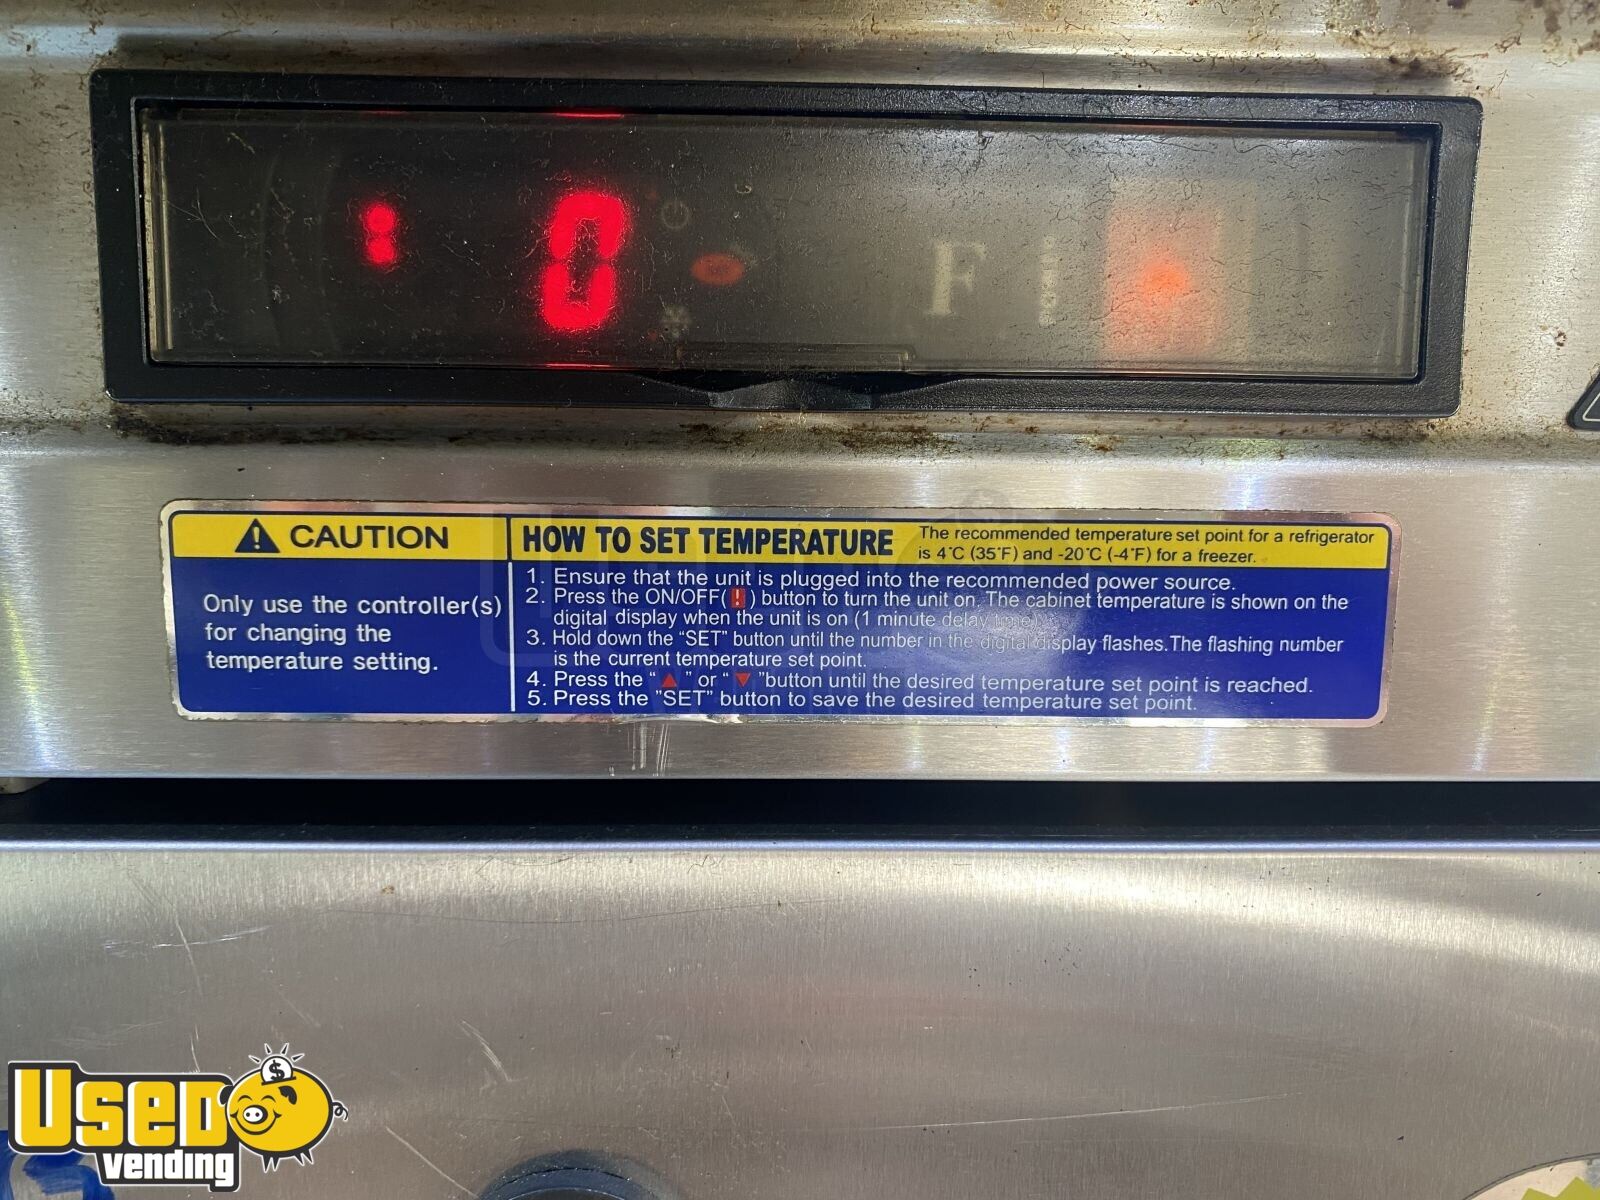 0
F
CAUTION
HOW TO SET TEMPERATURE
The recommended temperature set point for a refrigerator
is 4°C (35°F) and -20°C (-4°F) for a freezer.
Only use the controller(s)
for changing the
temperature setting.
1. Ensure that the unit is plugged into the recommended power source.
2. Press the ON/OFF( ! ) button to turn the unit on. The cabinet temperature is shown on the
digital display when the unit is on (1 minute delay time)
3. Hold down the “SET” button until the number in the digital display flashes.The flashing number
is the current temperature set point.
4. Press the “ ▲ ” or “ ▼ ”button until the desired temperature set point is reached.
5. Press the ”SET” button to save the desired temperature set point.
USED
vending